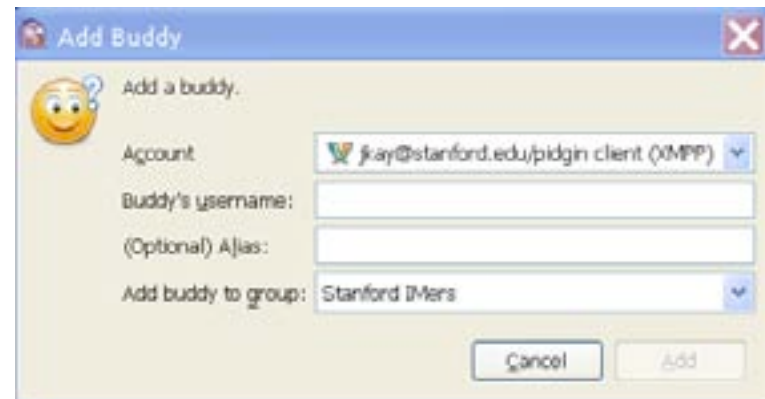 Add Buddy
Add a buddy.
Account jkay@stanford.edu/pidgin client (XMPP)
Buddy's username:
(Optional) Alias:
Add buddy to group: Stanford IMers
Cancel Add